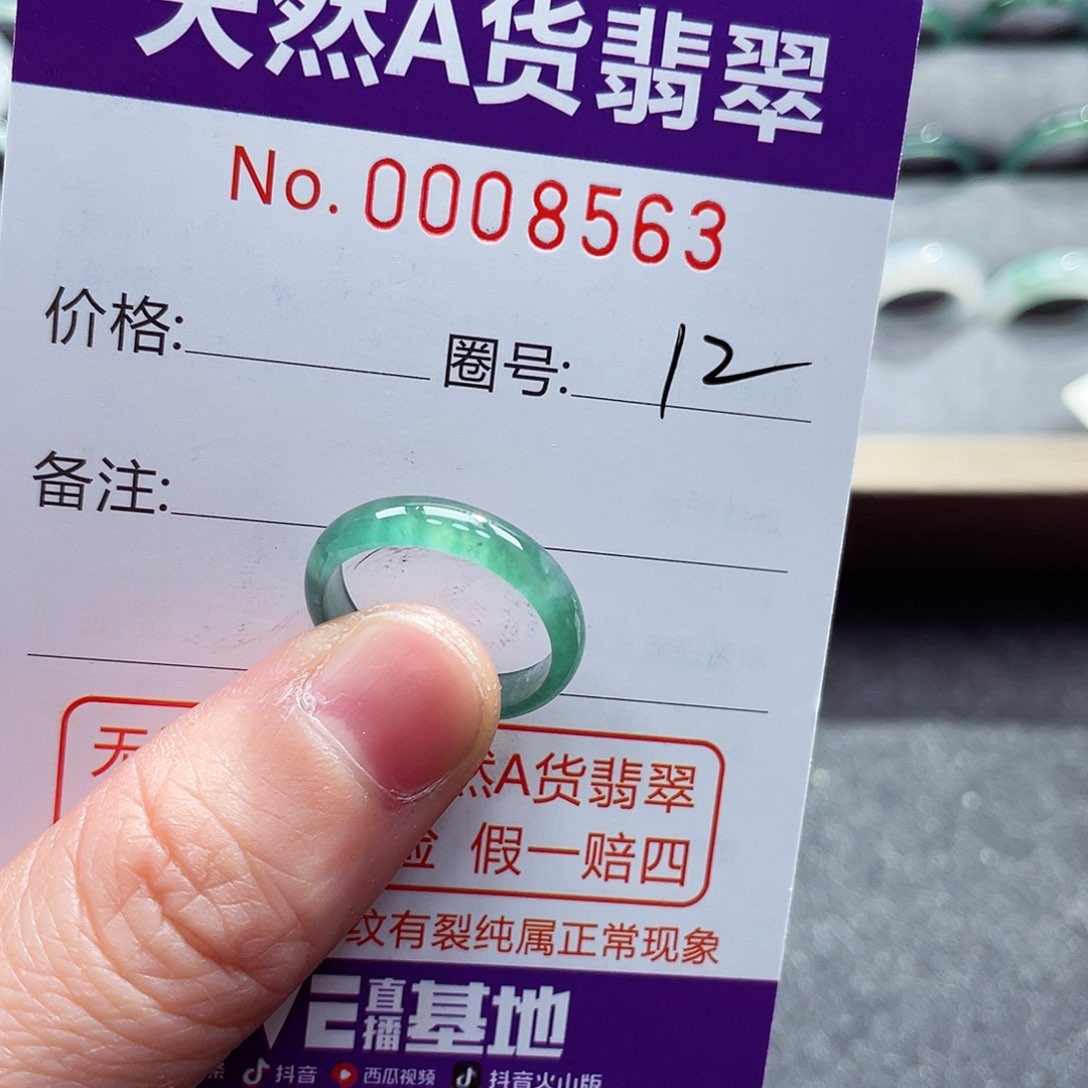 天然A货翡翠
No. 0008563
价格: 圈号: 12
备注:
无 然A货翡翠
验 假一赔四
纹有裂纯属正常现象
直播基地
条 抖音 西瓜视频 抖音火山版